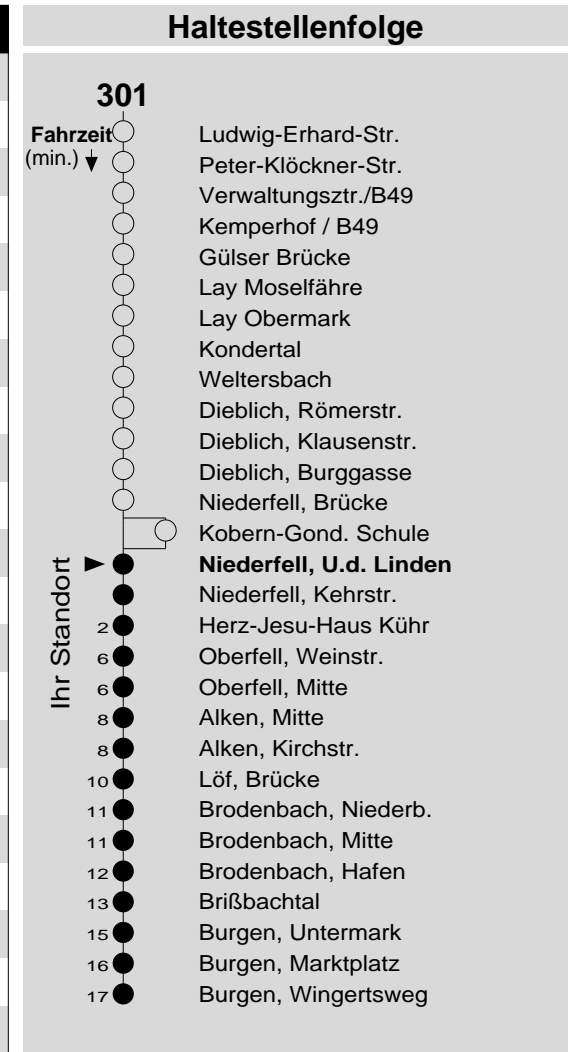 Haltestellenfolge
301
Fahrzeit
(min.)
Ludwig-Erhard-Str.
Peter-Klöckner-Str.
Verwaltungsztr./B49
Kemperhof / B49
Gülser Brücke
Lay Moselfähre
Lay Obermark
Kondertal
Weltersbach
Dieblich, Römerstr.
Dieblich, Klausenstr.
Dieblich, Burggasse
Niederfell, Brücke
Kobern-Gond. Schule
Ihr Standort
Niederfell, U.d. Linden
Niederfell, Kehrstr.
2 Herz-Jesu-Haus Kühr
6 Oberfell, Weinstr.
6 Oberfell, Mitte
8 Alken, Mitte
8 Alken, Kirchstr.
10 Löf, Brücke
11 Brodenbach, Niederb.
11 Brodenbach, Mitte
12 Brodenbach, Hafen
13 Brißbachtal
15 Burgen, Untermark
16 Burgen, Marktplatz
17 Burgen, Wingertsweg